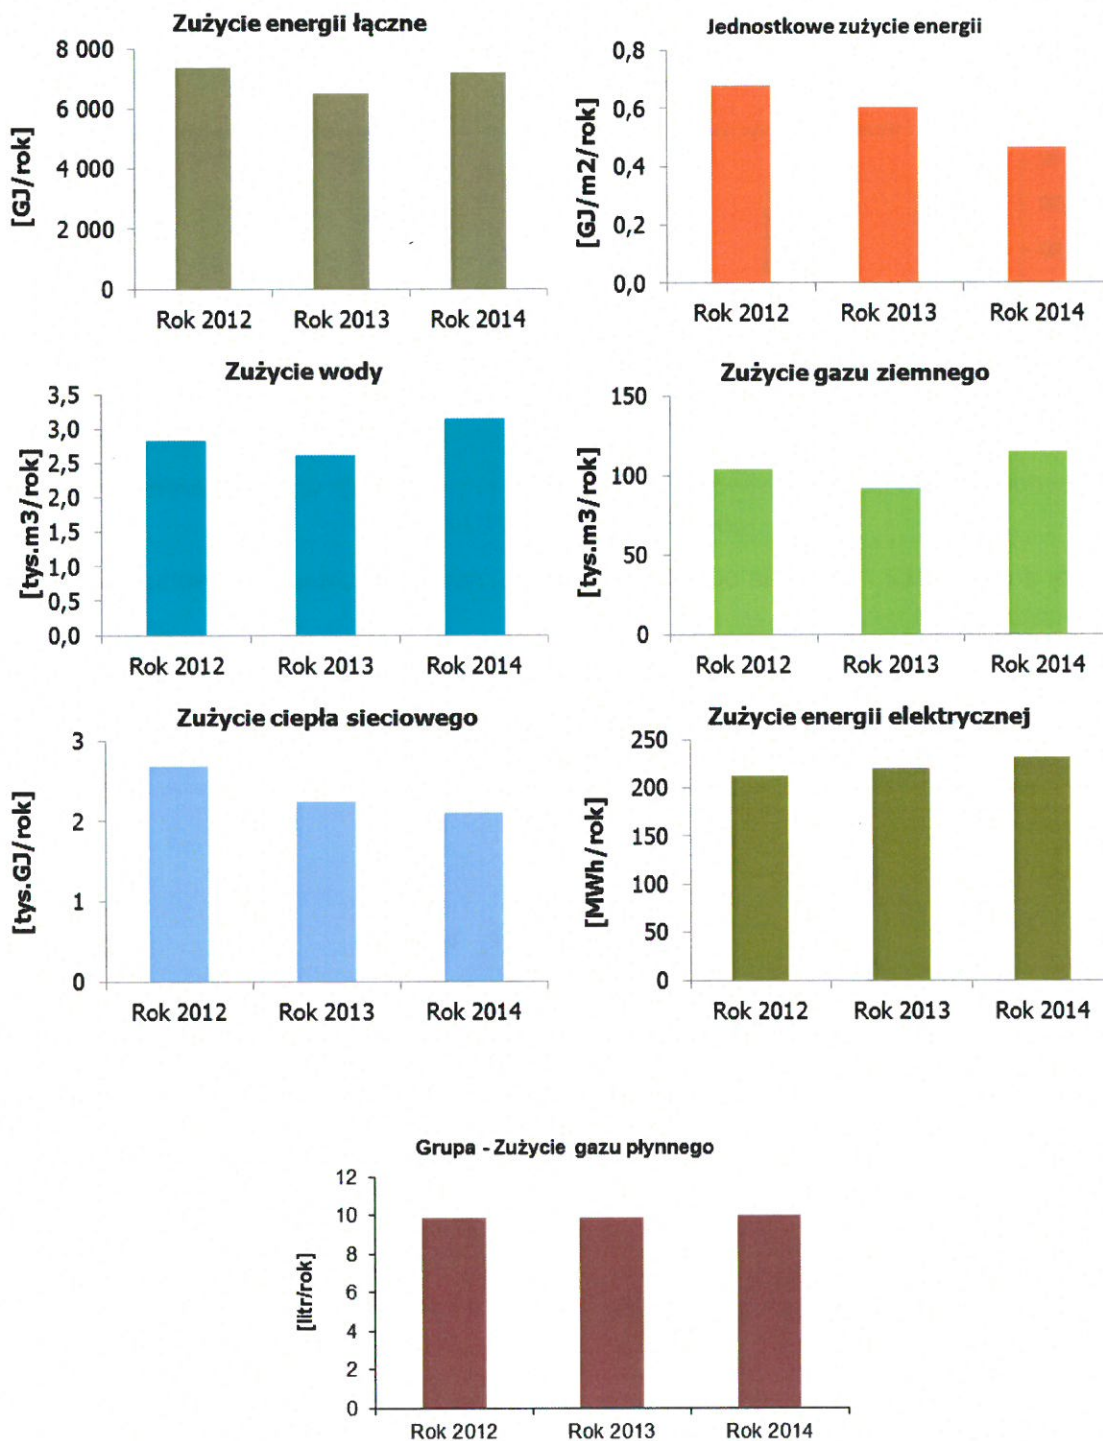 Zużycie energii łączne
[GJ/rok]
8 000
6 000
4 000
2 000
0
Rok 2012 Rok 2013 Rok 2014
Jednostkowe zużycie energii
[GJ/m2/rok]
0,8
0,6
0,4
0,2
0,0
Rok 2012 Rok 2013 Rok 2014
Zużycie wody
[tys.m3/rok]
3,5
3,0
2,5
2,0
1,5
1,0
0,5
0,0
Rok 2012 Rok 2013 Rok 2014
Zużycie gazu ziemnego
[tys.m3/rok]
150
100
50
0
Rok 2012 Rok 2013 Rok 2014
Zużycie ciepła sieciowego
[tys.GJ/rok]
3
2
1
0
Rok 2012 Rok 2013 Rok 2014
Zużycie energii elektrycznej
[MWh/rok]
250
200
150
100
50
0
Rok 2012 Rok 2013 Rok 2014
Grupa - Zużycie gazu płynnego
[litr/rok]
12
10
8
6
4
2
0
Rok 2012 Rok 2013 Rok 2014